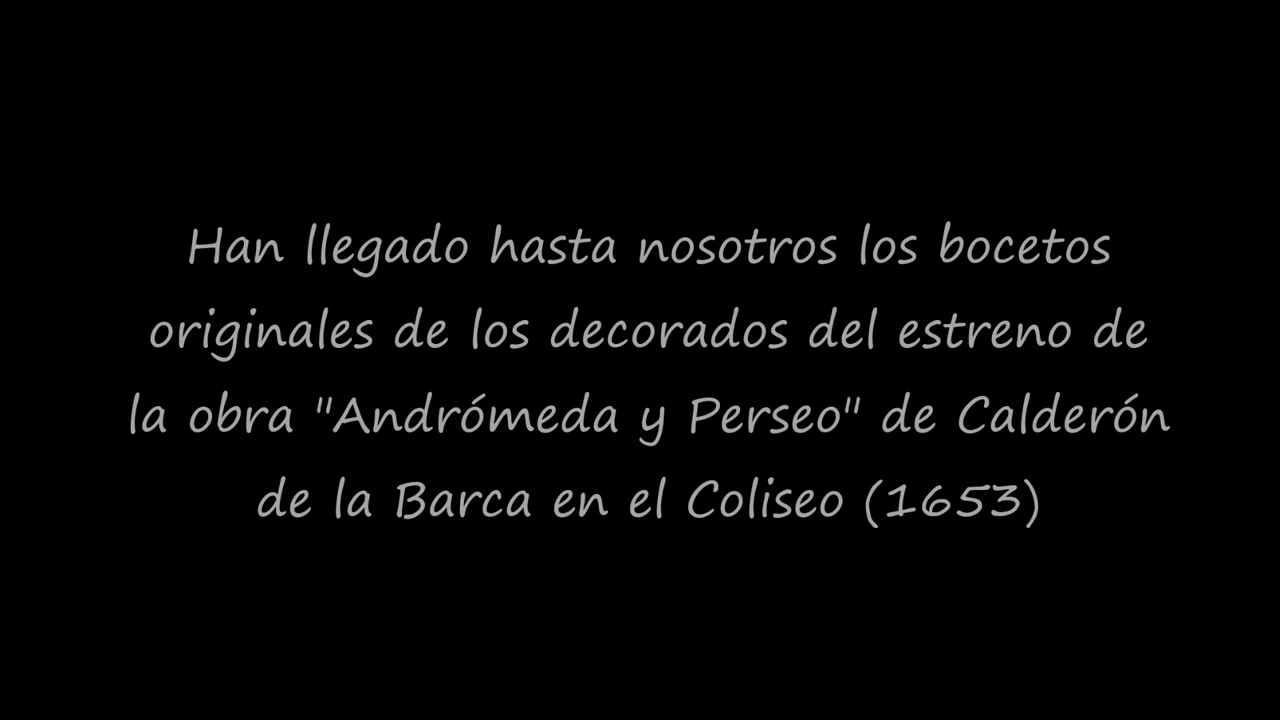 Han llegado hasta nosotros los bocetos
originales de los decorados del estreno de
la obra "Andrómeda y Perseo" de Calderón
de la Barca en el Coliseo (1653)